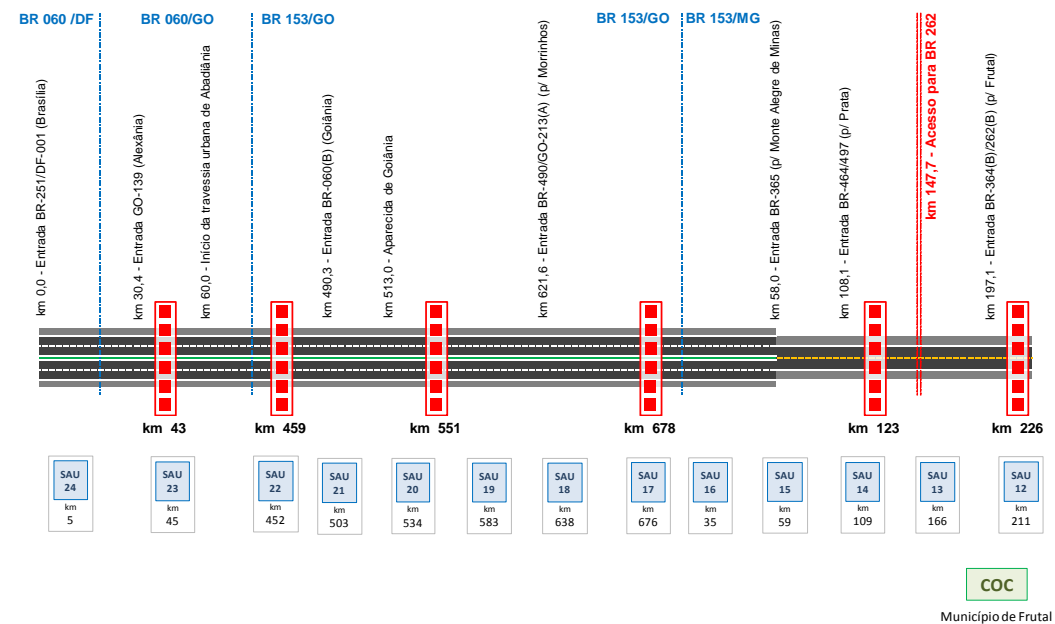 BR 060 /DF
BR 060/GO
BR 153/GO
BR 153/GO
BR 153/MG
km 0,0 - Entrada BR-251/DF-001 (Brasília)
km 30,4 - Entrada GO-139 (Alexânia)
km 60,0 - Início da travessia urbana de Abadiânia
km 490,3 - Entrada BR-060(B) (Goiânia)
km 513,0 - Aparecida de Goiânia
km 621,6 - Entrada BR-490/GO-213(A) (p/ Morrinhos)
km 58,0 - Entrada BR-365 (p/ Monte Alegre de Minas)
km 108,1 - Entrada BR-464/497 (p/ Prata)
km 147,7 - Acesso para BR 262
km 197,1 - Entrada BR-364(B)/262(B) (p/ Frutal)
km 43
km 459
km 551
km 678
km 123
km 226
SAU
24
km
5
SAU
23
km
45
SAU
22
km
452
SAU
21
km
503
SAU
20
km
534
SAU
19
km
583
SAU
18
km
638
SAU
17
km
676
SAU
16
km
35
SAU
15
km
59
SAU
14
km
109
SAU
13
km
166
SAU
12
km
211
COC
Município de Frutal